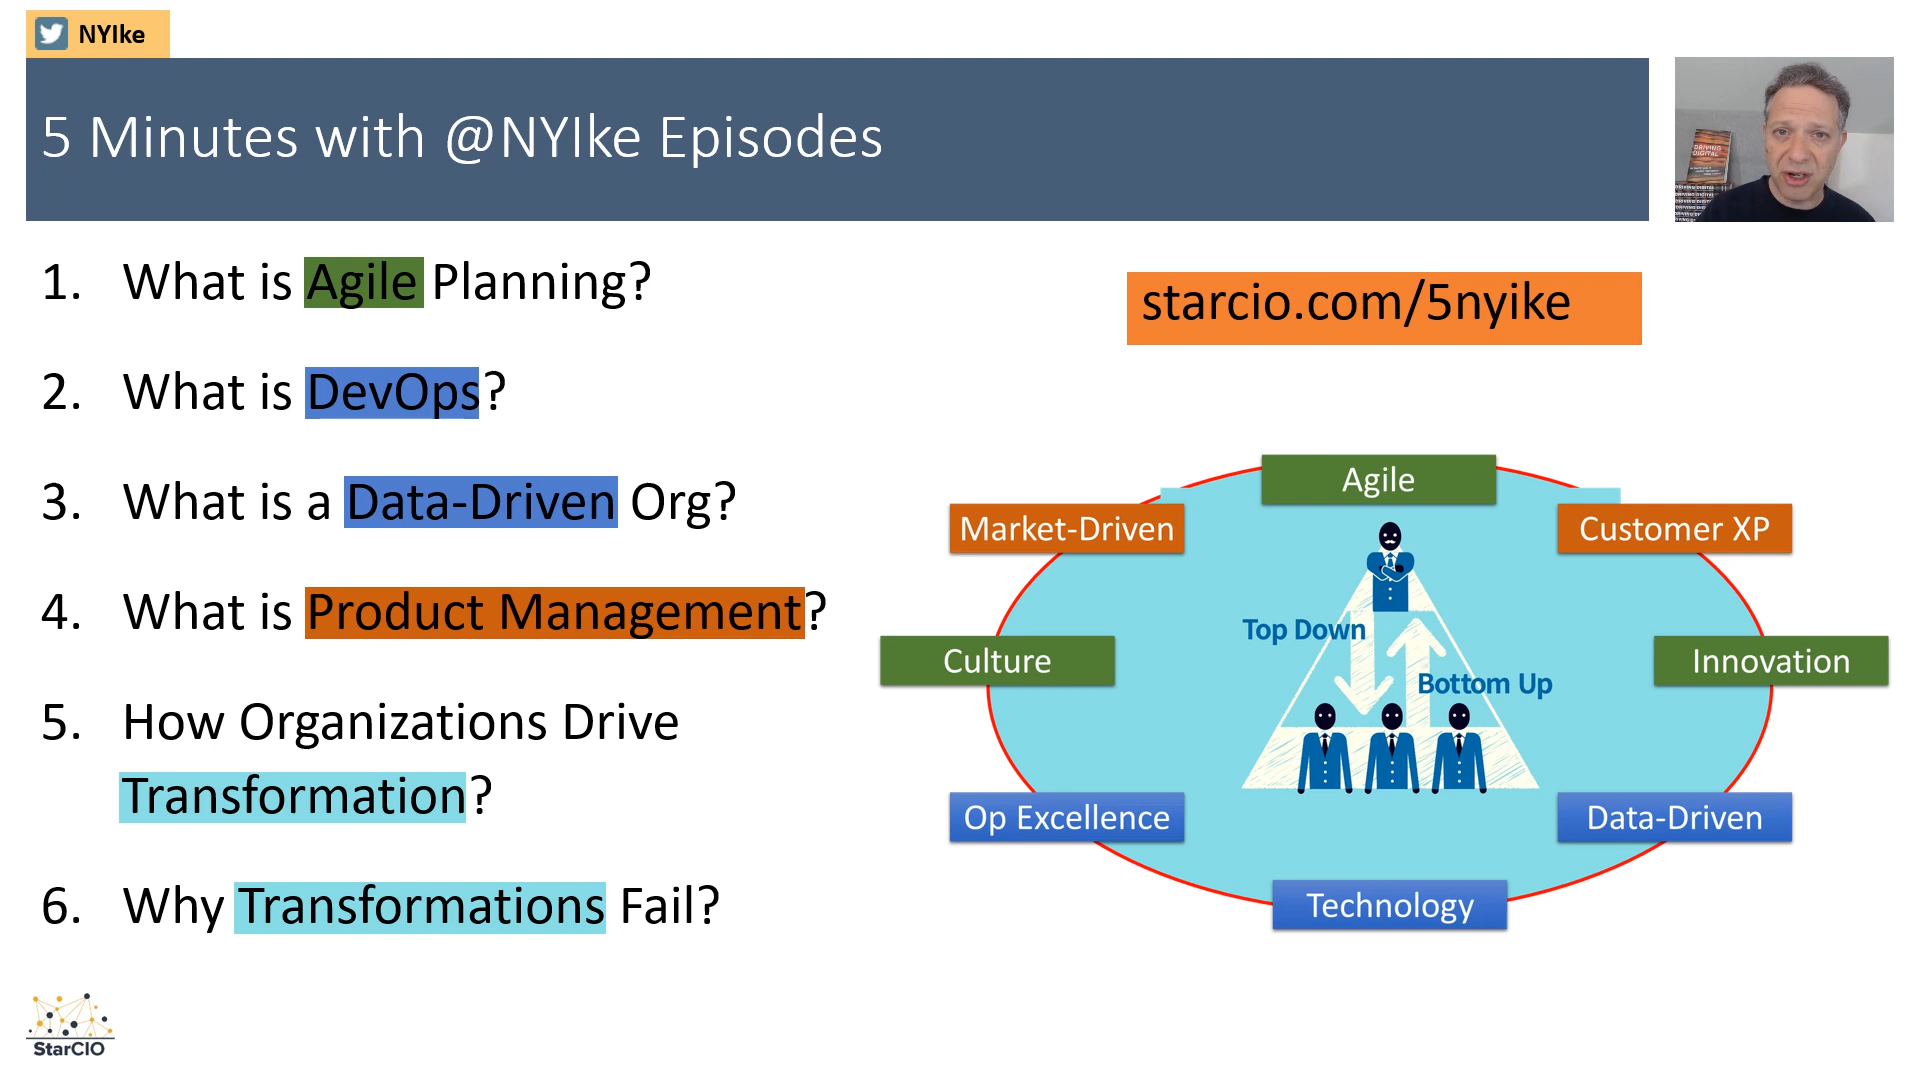 NYIke
5 Minutes with @NYIke Episodes
DRIVING
DIGITAL
1. What is Agile Planning?
2. What is DevOps?
3. What is a Data-Driven Org?
4. What is Product Management?
5. How Organizations Drive
Transformation?
6. Why Transformations Fail?
starcio.com/5nyike
Agile
Market-Driven
Customer XP
Top Down
Culture
Innovation
Bottom Up
Op Excellence
Data-Driven
Technology
StarCIO